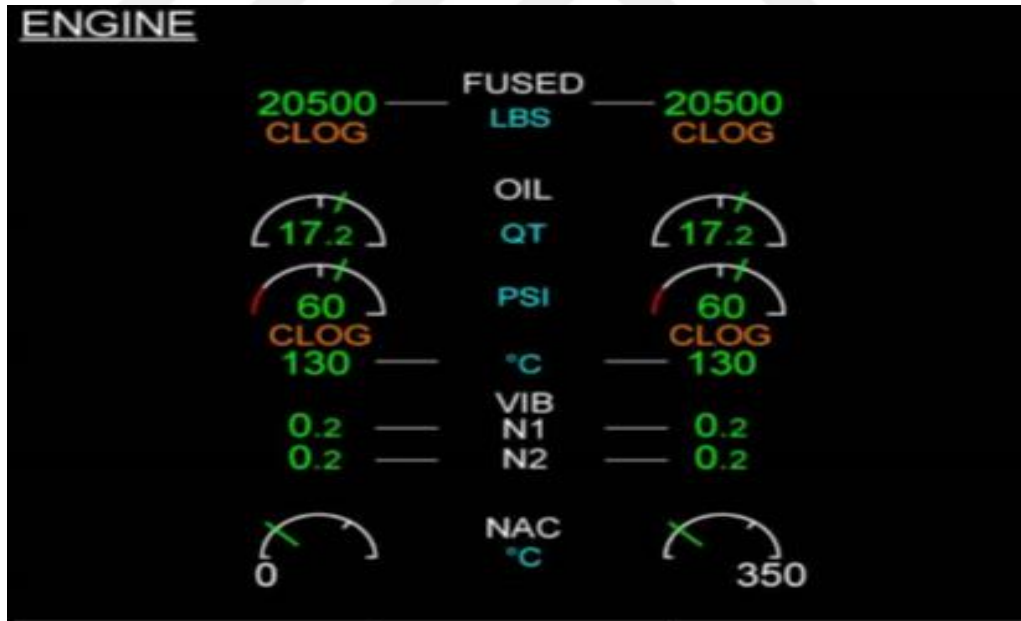 ENGINE
FUSED
20500 LBS 20500
CLOG CLOG
OIL
17.2 QT 17.2
60 PSI 60
CLOG CLOG
130 °C 130
VIB
0.2 N1 0.2
0.2 N2 0.2
NAC
°C
0 350